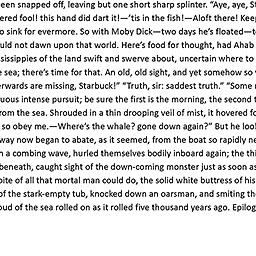 een snapped off, leaving but one short sharp splinter. "Aye, aye, S
ered fool! this hand did dart it!—'tis in the fish!—Aloft there! Kee
o sink for evermore. So with Moby Dick—two days he's floated—t
uld not dawn upon that world. Here's food for thought, had Ahab
sissippies of the land swift and swerve about, uncertain where to
e sea; there's time for that. An old, old sight, and yet somehow so
erwards are missing, Starbuck!" "Truth, sir: saddest truth." "Some
uous intense pursuit; be sure the first is the morning, the second
rom the sea. Shrouded in a thin drooping veil of mist, it hovered fo
so obey me.—Where's the whale? gone down again?" But he look
way now began to abate, as it seemed, from the boat so rapidly ne
n a combing wave, hurled themselves bodily inboard again; the thi
beneath, caught sight of the down-coming monster just as soon as
pite of all that mortal man could do, the solid white buttress of his
of the stark-empty tub, knocked down an oarsman, and smiting the
oud of the sea rolled on as it rolled five thousand years ago. Epilog